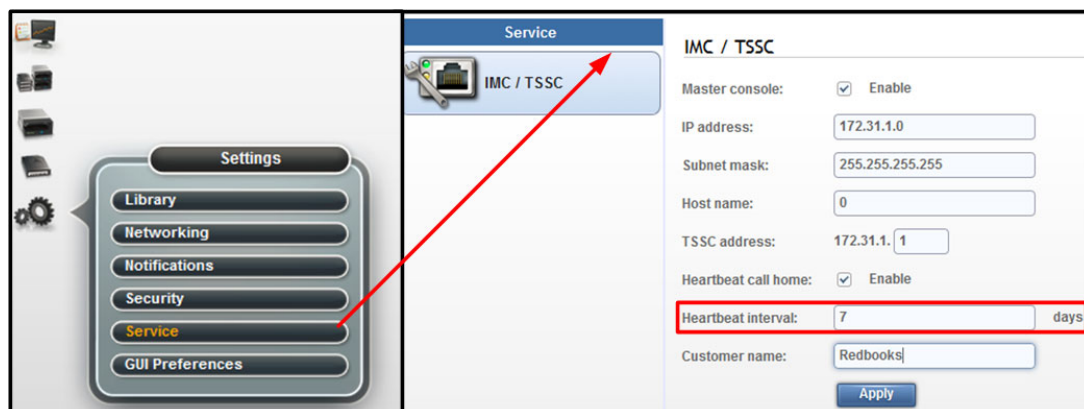 Settings
Library
Networking
Notifications
Security
Service
GUI Preferences
Service
IMC / TSSC
IMC / TSSC
Master console: Enable
IP address: 172.31.1.0
Subnet mask: 255.255.255.255
Host name: 0
TSSC address: 172.31.1. 1
Heartbeat call home: Enable
Heartbeat interval: 7 days
Customer name: Redbooks
Apply